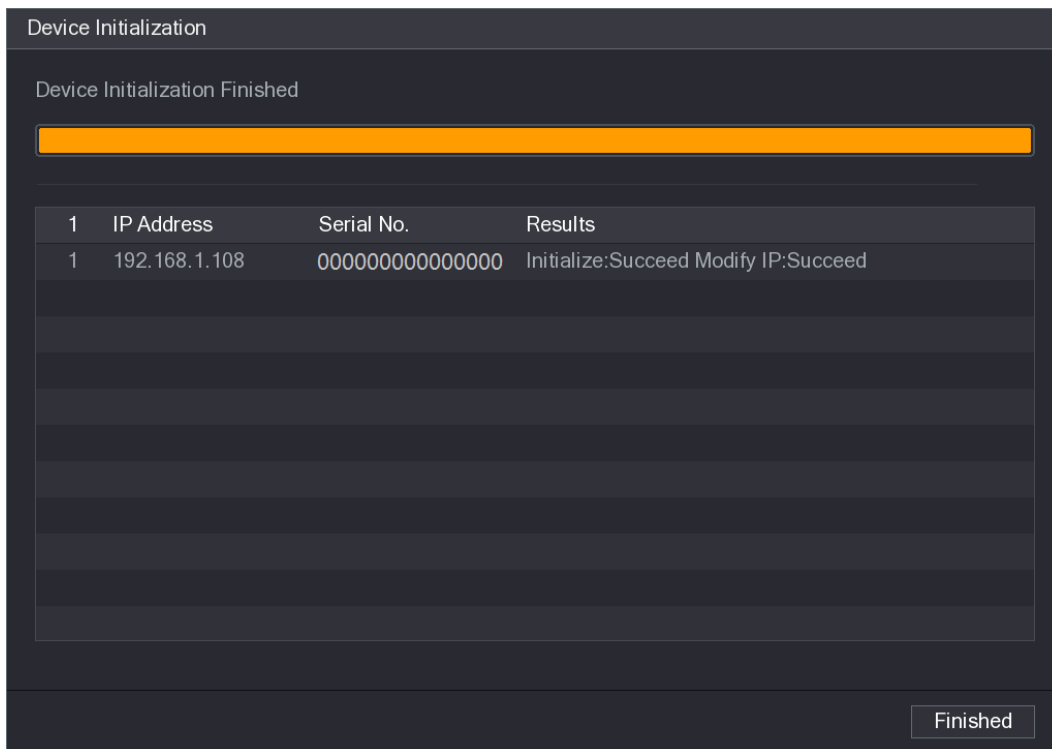 Device Initialization
Device Initialization Finished
1 IP Address Serial No. Results
1 192.168.1.108 000000000000000 Initialize:Succeed Modify IP:Succeed
Finished